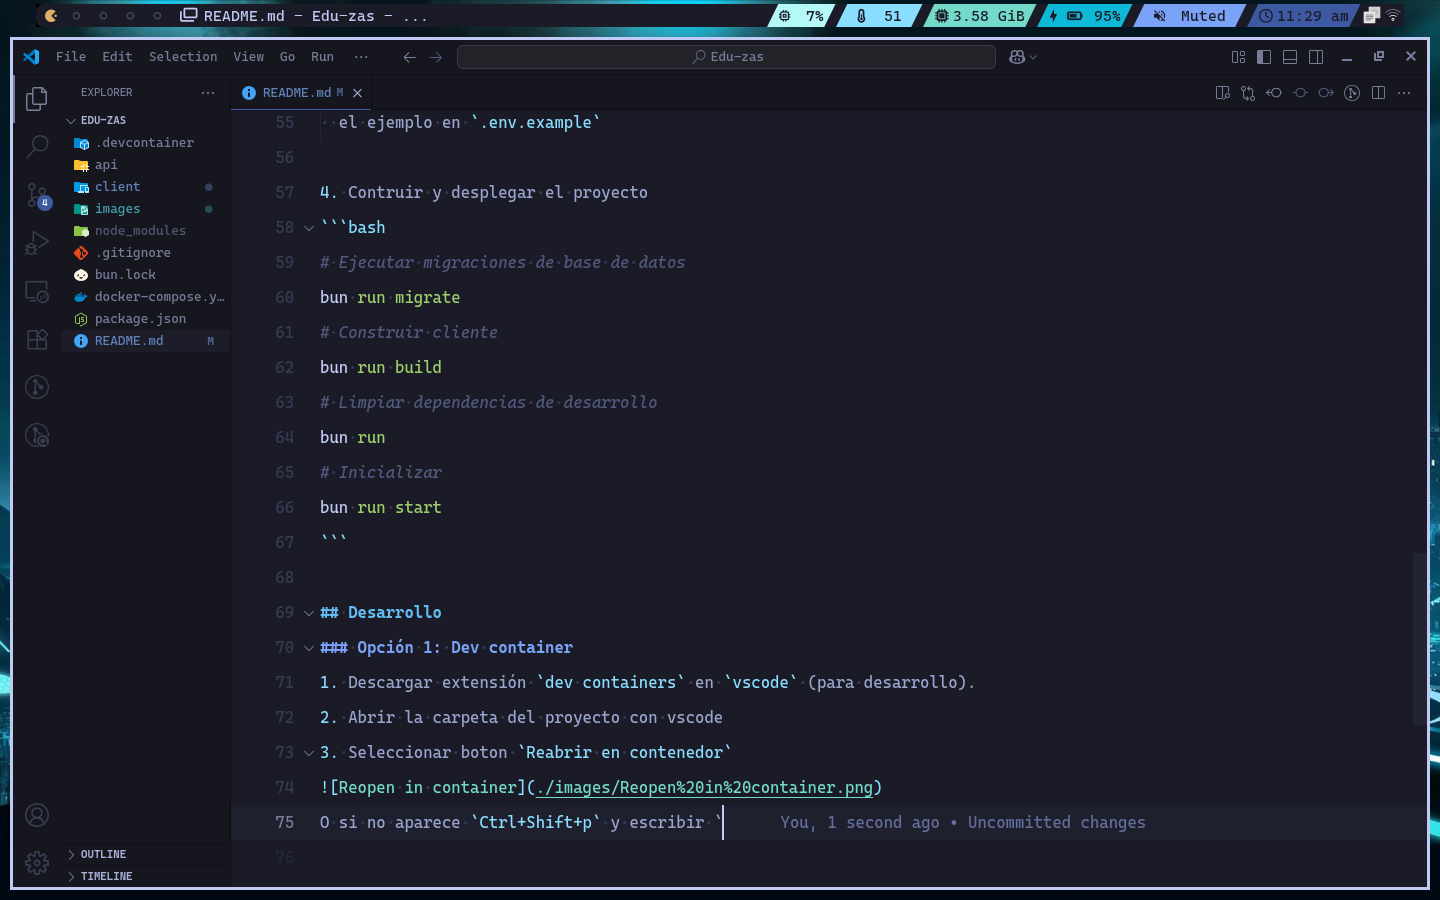 README.md - Edu-zas - ...
7%
51
3.58 GiB
95%
Muted
11:29 am
File Edit Selection View Go Run ...
Edu-zas
EXPLORER
README.md M
EDU-ZAS
.devcontainer
api
client
images
node_modules
.gitignore
bun.lock
docker-compose.y...
package.json
README.md M
4
OUTLINE
TIMELINE
55 el ejemplo en `.env.example`
56
57 4. Contruir y desplegar el proyecto
58 ```bash
59 # Ejecutar migraciones de base de datos
60 bun run migrate
61 # Construir cliente
62 bun run build
63 # Limpiar dependencias de desarrollo
64 bun run
65 # Inicializar
66 bun run start
67 ```
68
69 ## Desarrollo
70 ### Opción 1: Dev container
71 1. Descargar extensión `dev containers` en `vscode` (para desarrollo).
72 2. Abrir la carpeta del proyecto con vscode
73 3. Seleccionar boton `Reabrir en contenedor`
74 ![Reopen in container](./images/Reopen%20in%20container.png)
75 O si no aparece `Ctrl+Shift+p` y escribir ` You, 1 second ago • Uncommitted changes
76